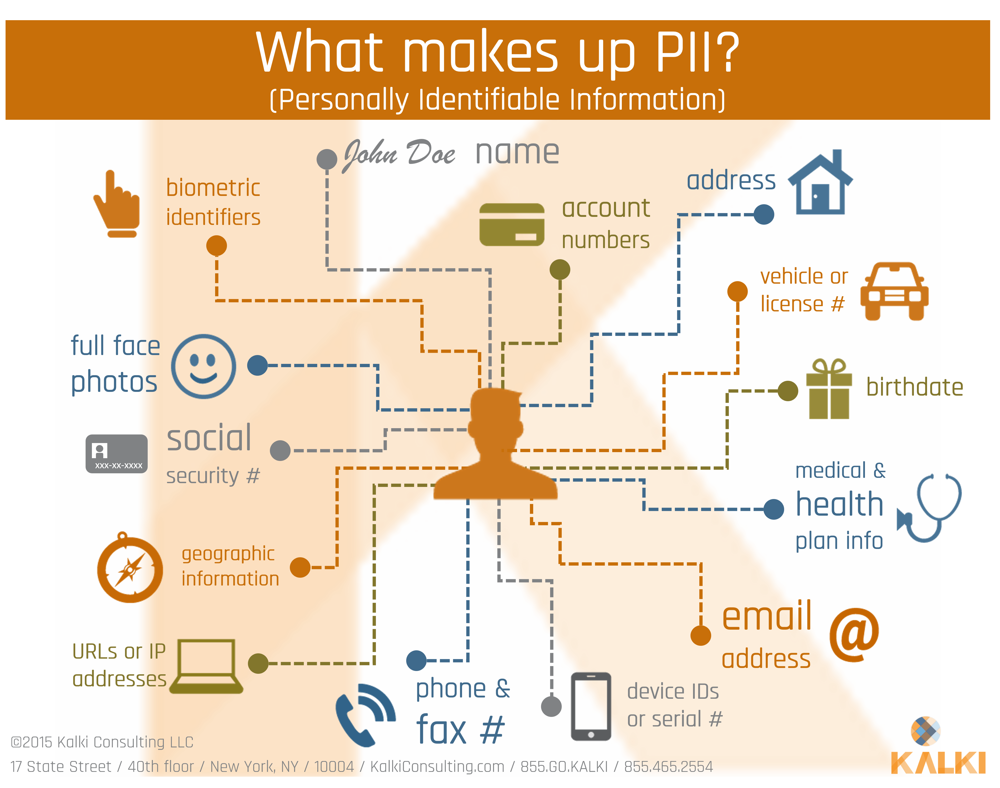 What makes up PII?
(Personally Identifiable Information)
John Doe name
biometric
identifiers
account
numbers
address
vehicle or
license #
full face
photos
birthdate
social
security #
xxx-xx-xxxx
medical &
health
plan info
geographic
information
email
address
@
URLs or IP
addresses
phone &
fax #
device IDs
or serial #
©2015 Kalki Consulting LLC
17 State Street / 40th floor / New York, NY / 10004 / KalkiConsulting.com / 855.GO.KALKI / 855.465.2554
KALKI